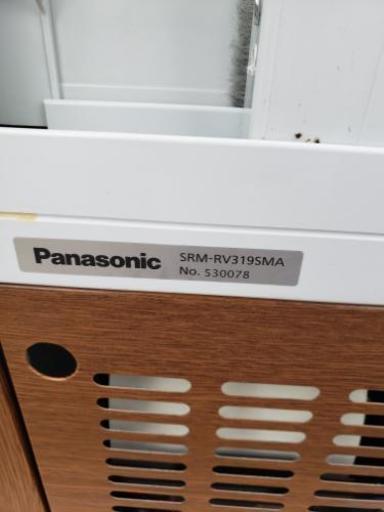 Panasonic SRM-RV319SMA
No. 530078